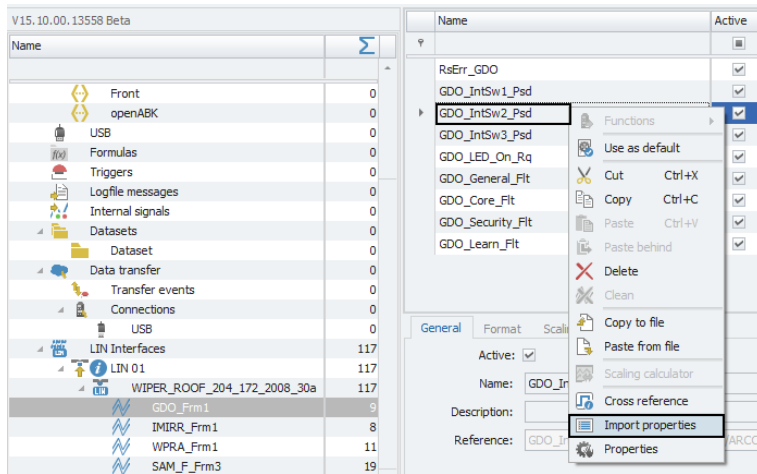 V15.10.00.13558 Beta
Name
Front 0
openABK 0
USB 0
f(x) Formulas 0
Triggers 0
Logfile messages 0
Internal signals 0
Datasets 0
Dataset 0
Data transfer 0
Transfer events 0
Connections 0
USB 0
LIN LIN Interfaces 117
LIN 01 117
LIN WIPER_ROOF_204_172_2008_30a 117
GDO_Frm1 9
IMIRR_Frm1 8
WPRA_Frm1 11
SAM_F_Frm3 19
Name Active
RsErr_GDO
GDO_IntSw1_Psd
GDO_IntSw2_Psd
GDO_IntSw3_Psd
GDO_LED_On_Rq
GDO_General_Flt
GDO_Core_Flt
GDO_Security_Flt
GDO_Learn_Flt
Functions
Use as default
Cut Ctrl+X
Copy Ctrl+C
Paste Ctrl+V
Paste behind
Delete
Clean
Copy to file
Paste from file
Scaling calculator
Cross reference
Import properties
Properties
General Format Scali
Active:
Name: GDO_In
Description:
Reference: GDO_In